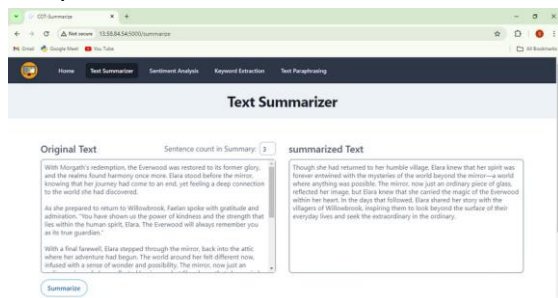 COT-Summarize
Not secure 13.58.84.54:5000/summarize
Gmail Google Meet You Tube All Bookmarks
Home Text Summarizer Sentiment Analysis Keyword Extraction Text Paraphrasing
Text Summarizer
Original Text Sentence count in Summary: 3 summarized Text
With Morgath's redemption, the Everwood was restored to its former glory,
and the realms found harmony once more. Elara stood before the mirror,
knowing that her journey had come to an end, yet feeling a deep connection
to the world she had discovered.
As she prepared to return to Willowbrook, Faelan spoke with gratitude and
admiration. "You have shown us the power of kindness and the strength that
lies within the human spirit, Elara. The Everwood will always remember you
as its true guardian."
With a final farewell, Elara stepped through the mirror, back into the attic
where her adventure had begun. The world around her felt different now,
infused with a sense of wonder and possibility. The mirror, now just an
Though she had returned to her humble village, Elara knew that her spirit was
forever entwined with the mysteries of the world beyond the mirror—a world
where anything was possible. The mirror, now just an ordinary piece of glass,
reflected her image, but Elara knew that she carried the magic of the Everwood
within her heart. In the days that followed, Elara shared her story with the
villagers of Willowbrook, inspiring them to look beyond the surface of their
everyday lives and seek the extraordinary in the ordinary.
Summarize